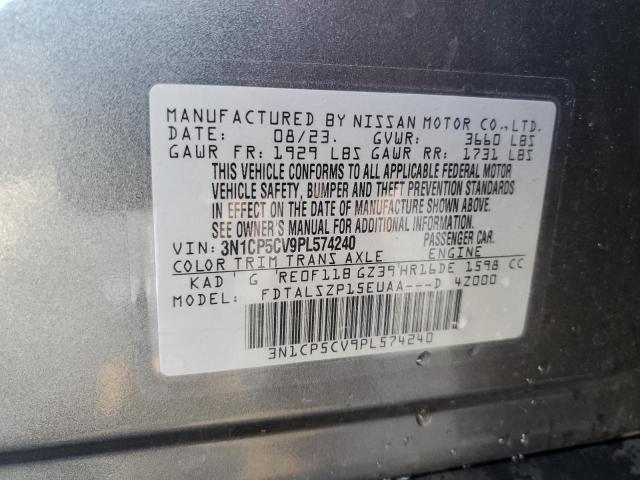 MANUFACTURED BY NISSAN MOTOR CO.,LTD.
DATE: 08/23. GVWR: 3660 LBS
GAWR FR: 1929 LBS GAWR RR: 1731 LBS
THIS VEHICLE CONFORMS TO ALL APPLICABLE FEDERAL MOTOR
VEHICLE SAFETY, BUMPER AND THEFT PREVENTION STANDARDS
IN EFFECT ON THE DATE OF MANUFACTURE SHOWN ABOVE.
SEE OWNER'S MANUAL FOR ADDITIONAL INFORMATION.
VIN: 3N1CP5CV9PL574240 PASSENGER CAR.
COLOR TRIM TRANS AXLE ENGINE
KAD G RE0F11B GZ39 HR16DE 1598 CC
MODEL: FDTALSZP15EUAA---D 4Z000
3N1CP5CV9PL574240